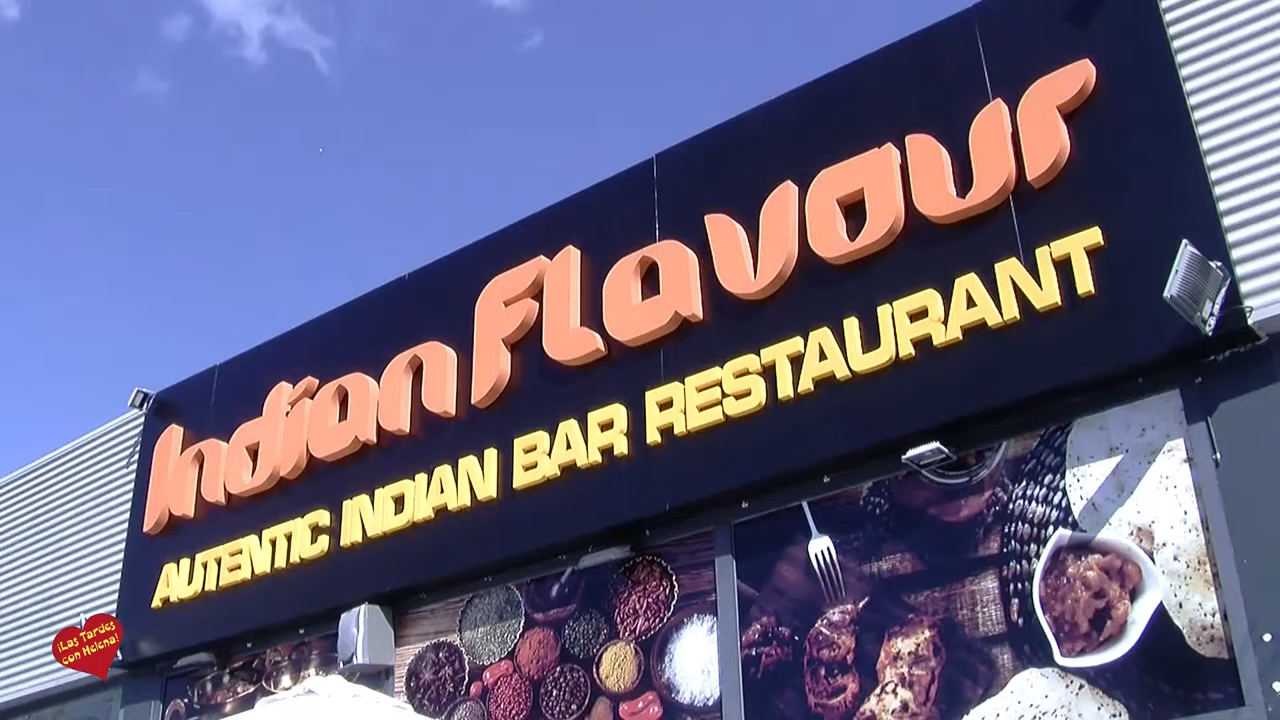 Indian Flavour
AUTENTIC INDIAN BAR RESTAURANT
¡Las Tardes
con Helena!